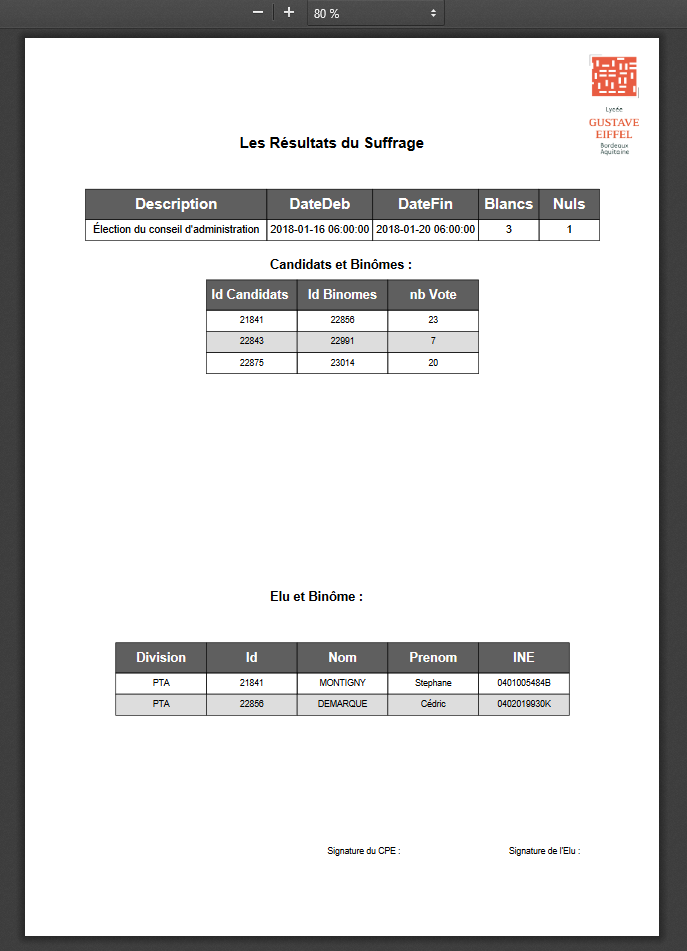 80 %
Lycée
GUSTAVE
EIFFEL
Bordeaux
Aquitaine
Les Résultats du Suffrage
Description DateDeb DateFin Blancs Nuls
Élection du conseil d'administration 2018-01-16 06:00:00 2018-01-20 06:00:00 3 1
Candidats et Binômes :
Id Candidats Id Binomes nb Vote
21841 22856 23
22843 22991 7
22875 23014 20
Elu et Binôme :
Division Id Nom Prenom INE
PTA 21841 MONTIGNY Stephane 0401005484B
PTA 22856 DEMARQUE Cédric 0402019930K
Signature du CPE : Signature de l'Elu :